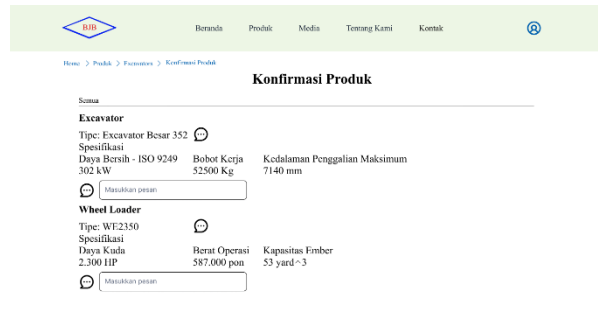 BJB
Beranda Produk Media Tentang Kami Kontak
Home > Produk > Excavators > Konfirmasi Produk
Konfirmasi Produk
Semua
Excavator
Tipe: Excavator Besar 352
Spesifikasi
Daya Bersih - ISO 9249 Bobot Kerja Kedalaman Penggalian Maksimum
302 kW 52500 Kg 7140 mm
Masukkan pesan
Wheel Loader
Tipe: WE2350
Spesifikasi
Daya Kuda Berat Operasi Kapasitas Ember
2.300 HP 587.000 pon 53 yard^3
Masukkan pesan